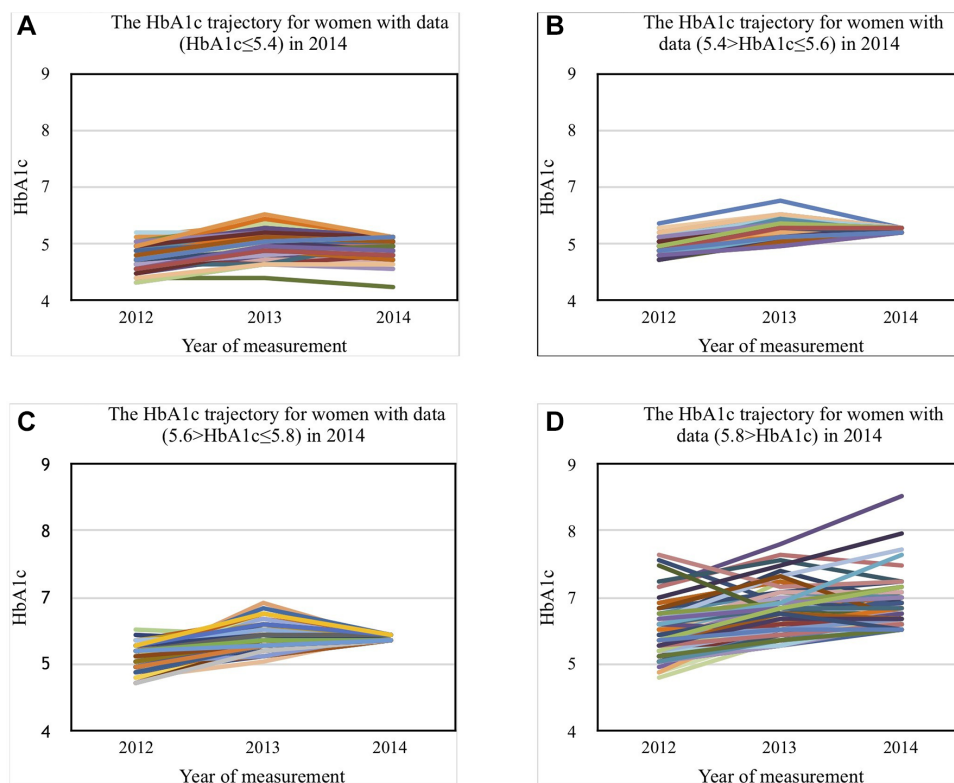 A
The HbA1c trajectory for women with data
(HbA1c≤5.4) in 2014
9
8
7
5
4
HbA1c
2012 2013 2014
Year of measurement
B
The HbA1c trajectory for women with
data (5.4>HbA1c≤5.6) in 2014
9
8
7
5
4
HbA1c
2012 2013 2014
Year of measurement
C
The HbA1c trajectory for women with data
(5.6>HbA1c≤5.8) in 2014
9
8
7
5
4
HbA1c
2012 2013 2014
Year of measurement
D
The HbA1c trajectory for women with
data (5.8>HbA1c) in 2014
9
8
7
5
4
HbA1c
2012 2013 2014
Year of measurement